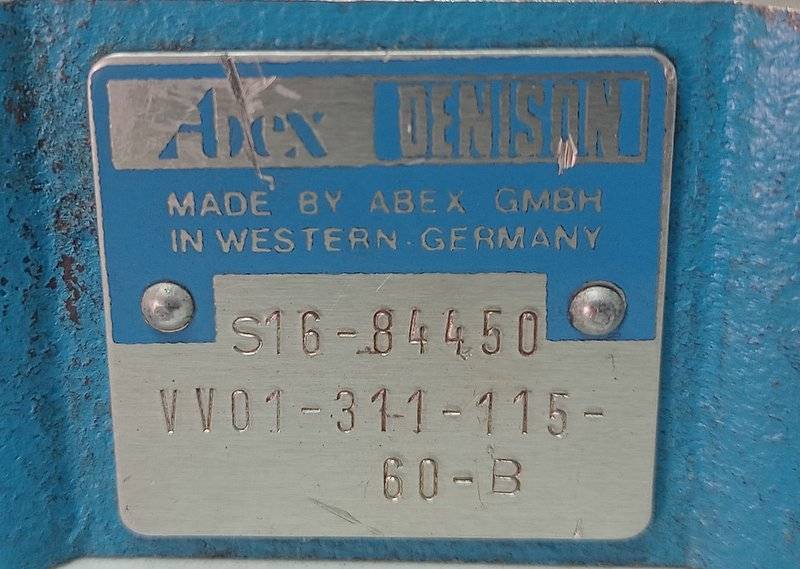 Abex DENISON
MADE BY ABEX GMBH
IN WESTERN-GERMANY
S16-84450
VV01-311-115-
60-B